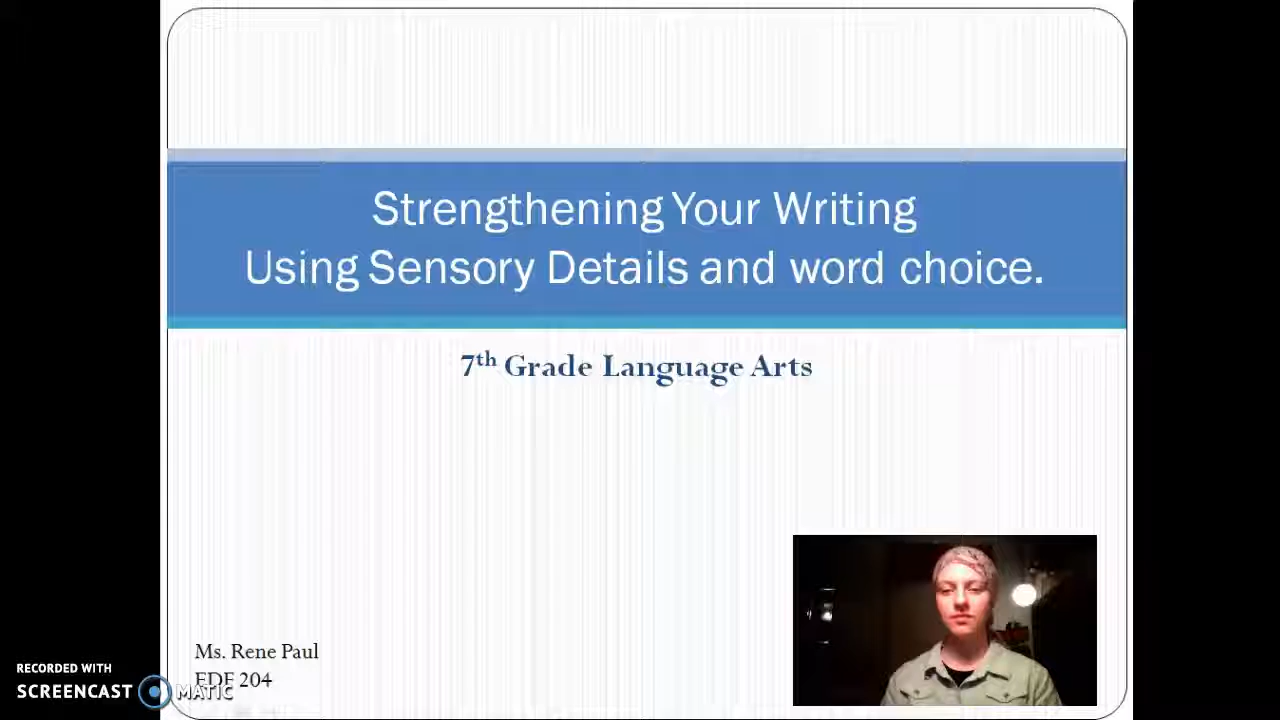 Strengthening Your Writing
Using Sensory Details and word choice.
7th Grade Language Arts
Ms. Rene Paul
EDF 204
RECORDED WITH
SCREENCAST MATIC